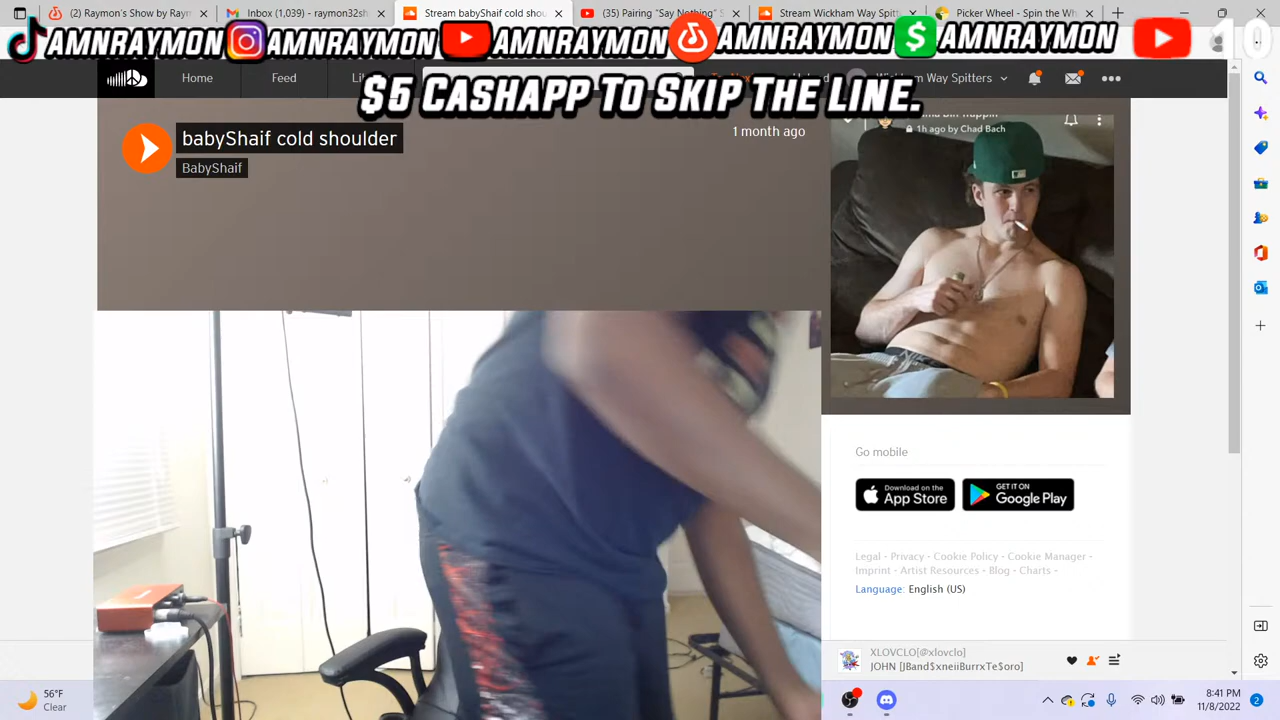 (2) Raymon's S
Inbox (1,039) - raymon32sh
Stream babyShaif cold shou
(35) Pairing "Say Nothing" S
Stream Wickham Way Spitters
Picker Wheel - Spin the Wh
AMNRAYMON AMNRAYMON AMNRAYMON AMNRAYMON $ AMNRAYMON
Home Feed Wickham Way Spitters
$5 CASHAPP TO SKIP THE LINE.
babyShaif cold shoulder
BabyShaif
1 month ago
1h ago by Chad Bach
Go mobile
Download on the App Store
GET IT ON Google Play
Legal - Privacy - Cookie Policy - Cookie Manager -
Imprint - Artist Resources - Blog - Charts -
Language: English (US)
XLOVCLO[@xlovclo]
JOHN [JBand$xneiiBurrxTe$oro]
56°F
Clear
8:41 PM
11/8/2022
2